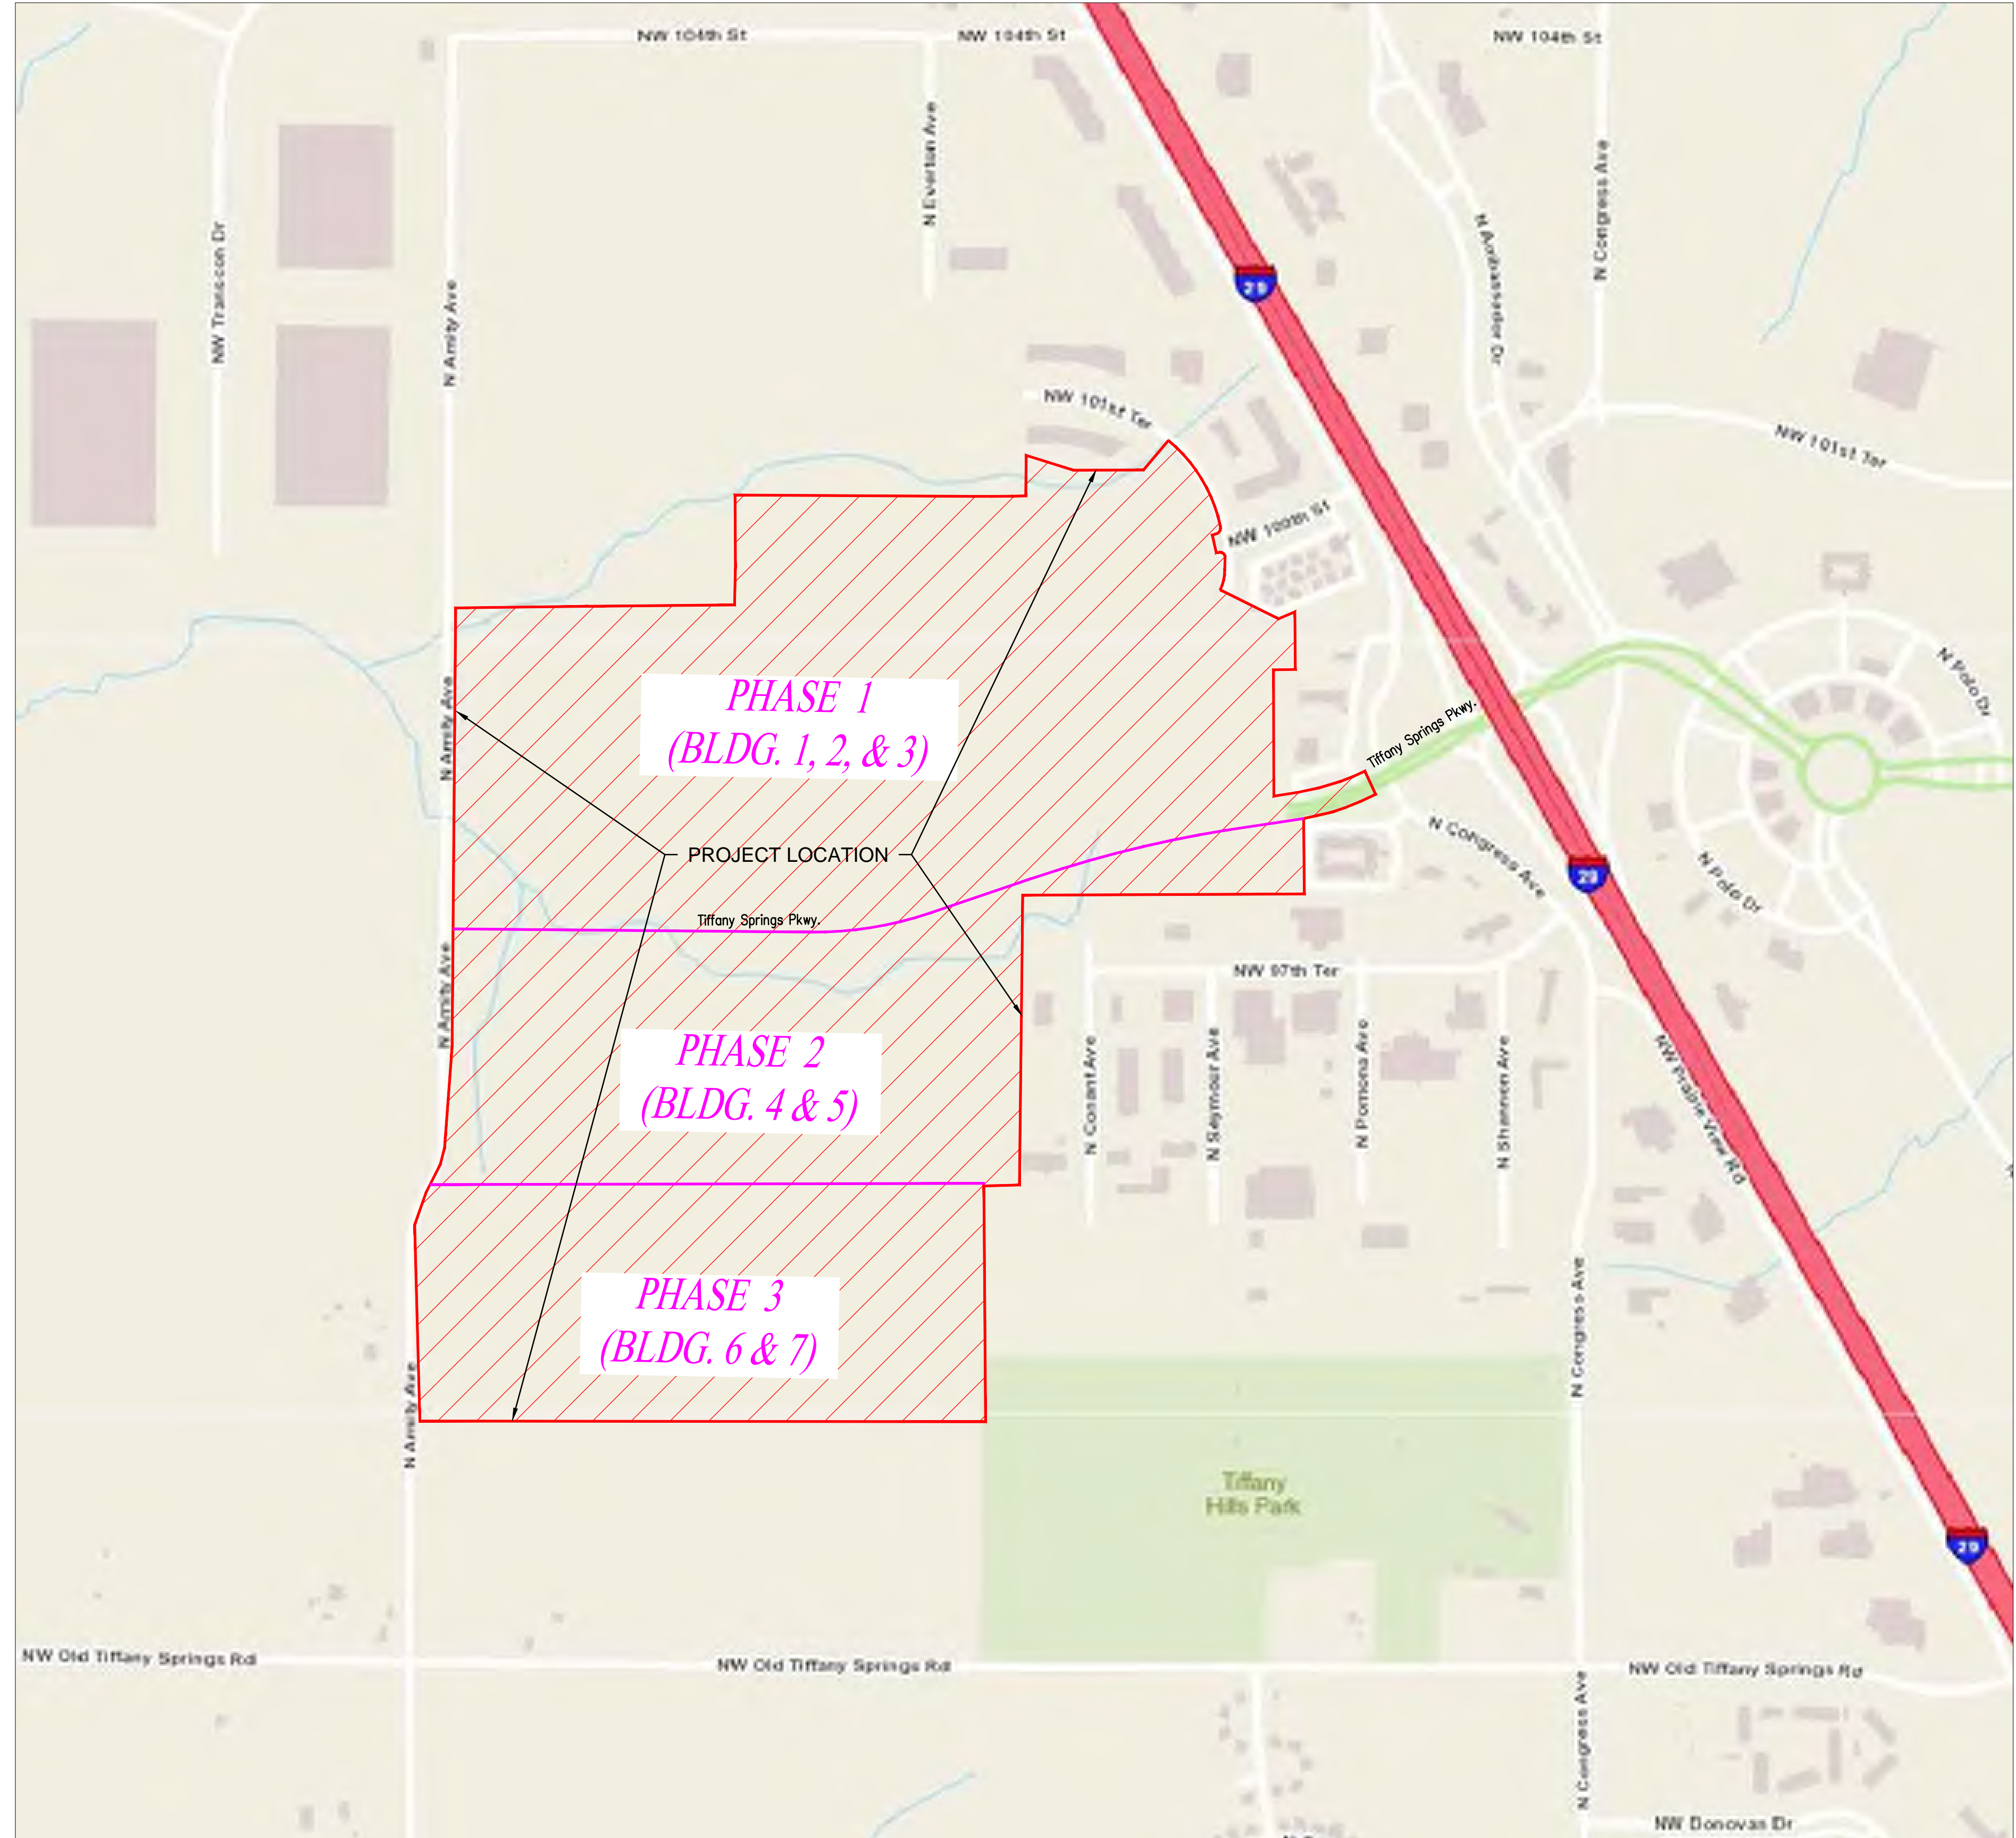 NW 104th St
NW 104th St
NW 104th St
N Everton Ave
N Congress Ave
NW Transcon Dr
N Amity Ave
N Ambassador Dr
29
NW 101st Ter
NW 101st Ter
NW 100th St
N Polo Dr
N Amity Ave
PHASE 1
(BLDG. 1, 2, & 3)
Tiffany Springs Pkwy.
N Congress Ave
PROJECT LOCATION
29
N Polo Dr
Tiffany Springs Pkwy.
N Amity Ave
NW 97th Ter
PHASE 2
(BLDG. 4 & 5)
N Conant Ave
N Seymour Ave
N Pomona Ave
N Shannon Ave
NW Prairie View Rd
PHASE 3
(BLDG. 6 & 7)
N Congress Ave
N Amity Ave
Tiffany
Hills Park
29
NW Old Tiffany Springs Rd
NW Old Tiffany Springs Rd
NW Old Tiffany Springs Rd
N Congress Ave
NW Donovan Dr